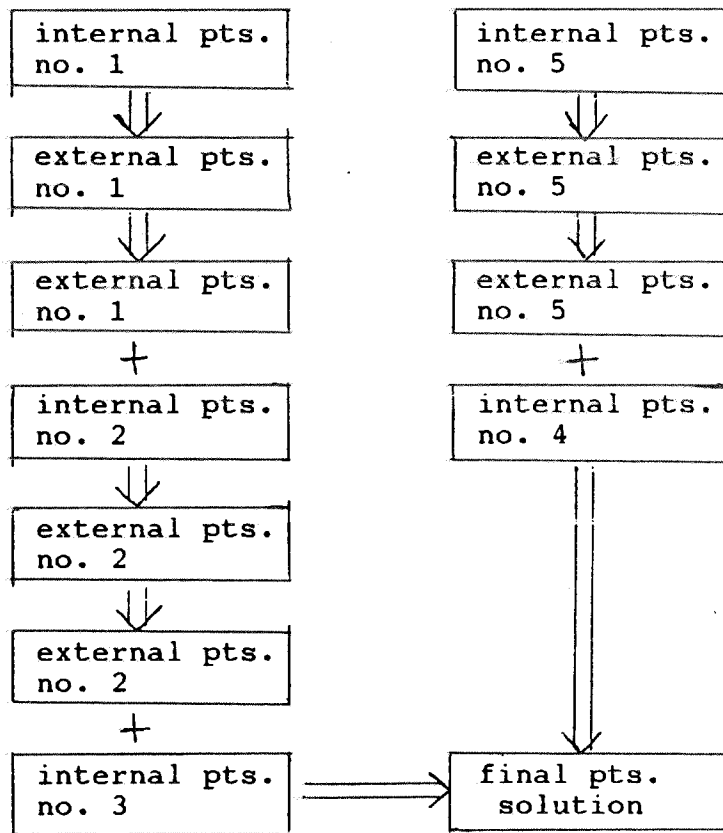 internal pts.
no. 1
external pts.
no. 1
external pts.
no. 1
+
internal pts.
no. 2
external pts.
no. 2
external pts.
no. 2
+
internal pts.
no. 3
internal pts.
no. 5
external pts.
no. 5
external pts.
no. 5
+
internal pts.
no. 4
final pts.
solution